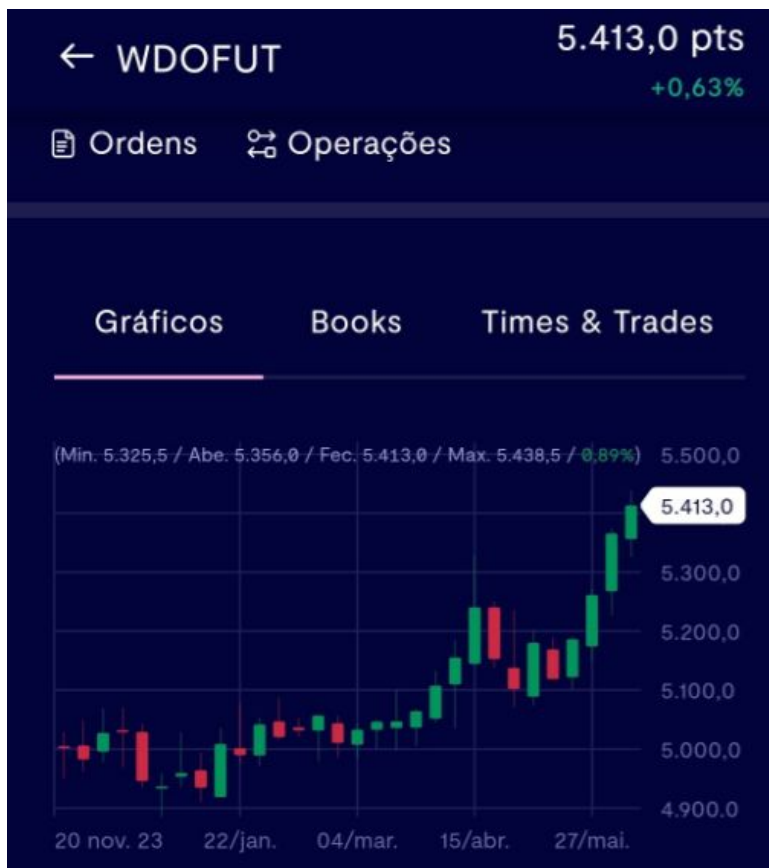 ← WDOFUT
5.413,0 pts
+0,63%
Ordens Operações
Gráficos Books Times & Trades
(Min. 5.325,5 / Abe. 5.356,0 / Fec. 5.413,0 / Max. 5.438,5 / 0,89%)
5.500,0
5.413,0
5.300,0
5.200,0
5.100,0
5.000,0
4.900.0
20 nov. 23 22/jan. 04/mar. 15/abr. 27/mai.